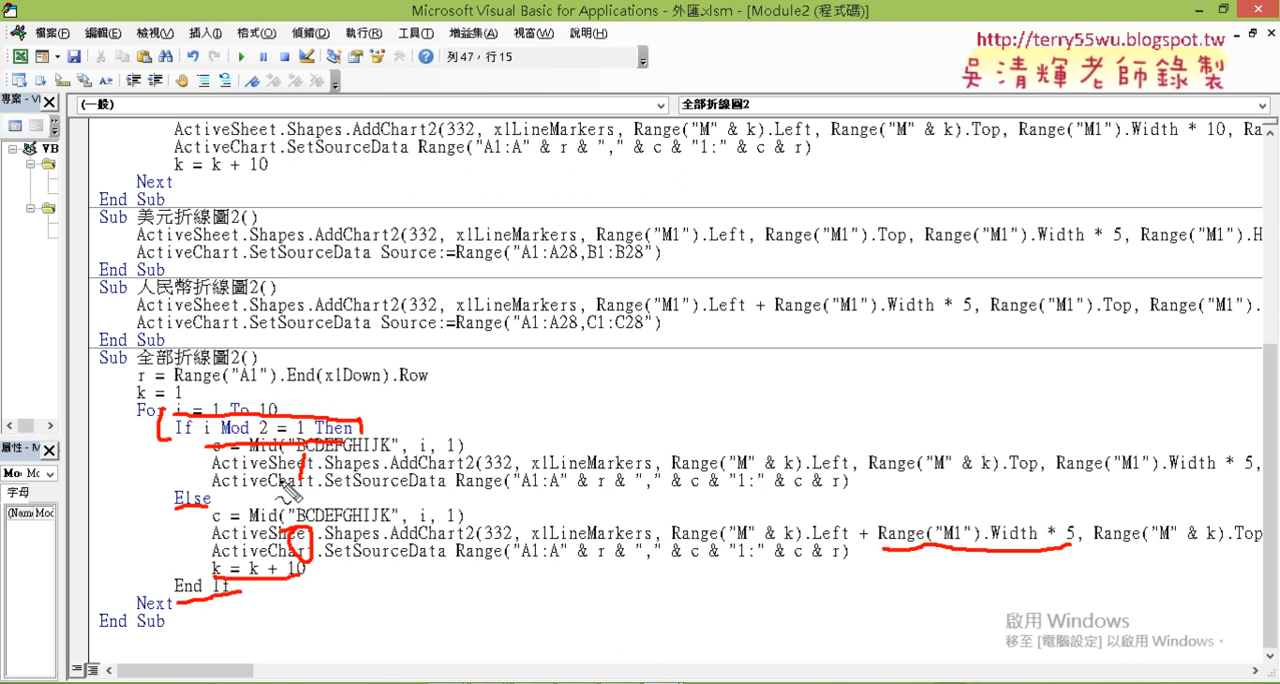 Microsoft Visual Basic for Applications - 外匯.xlsm - [Module2 (程式碼)]
檔案(F) 編輯(E) 檢視(V) 插入(I) 格式(O) 偵錯(D) 執行(R) 工具(T) 增益集(A) 視窗(W) 說明(H)
http://terry55wu.blogspot.tw
吳清輝老師錄製
列 47，行 15
專案 - VI
(一般) 全部折線圖2
VB
屬性 - M
Mo Mc
字母
(Nam Mod
ActiveSheet.Shapes.AddChart2(332, xlLineMarkers, Range("M" & k).Left, Range("M" & k).Top, Range("M1").Width * 10, Ra
ActiveChart.SetSourceData Range("A1:A" & r & "," & c & "1:" & c & r)
k = k + 10
Next
End Sub
Sub 美元折線圖2()
ActiveSheet.Shapes.AddChart2(332, xlLineMarkers, Range("M1").Left, Range("M1").Top, Range("M1").Width * 5, Range("M1").H
ActiveChart.SetSourceData Source:=Range("A1:A28,B1:B28")
End Sub
Sub 人民幣折線圖2()
ActiveSheet.Shapes.AddChart2(332, xlLineMarkers, Range("M1").Left + Range("M1").Width * 5, Range("M1").Top, Range("M1").
ActiveChart.SetSourceData Source:=Range("A1:A28,C1:C28")
End Sub
Sub 全部折線圖2()
r = Range("A1").End(xlDown).Row
k = 1
For i = 1 To 10
If i Mod 2 = 1 Then
c = Mid("BCDEFGHIJK", i, 1)
ActiveSheet.Shapes.AddChart2(332, xlLineMarkers, Range("M" & k).Left, Range("M" & k).Top, Range("M1").Width * 5,
ActiveChart.SetSourceData Range("A1:A" & r & "," & c & "1:" & c & r)
Else
c = Mid("BCDEFGHIJK", i, 1)
ActiveSheet.Shapes.AddChart2(332, xlLineMarkers, Range("M" & k).Left + Range("M1").Width * 5, Range("M" & k).Top
ActiveChart.SetSourceData Range("A1:A" & r & "," & c & "1:" & c & r)
k = k + 10
End If
Next
End Sub
啟用 Windows
移至 [電腦設定] 以啟用 Windows。